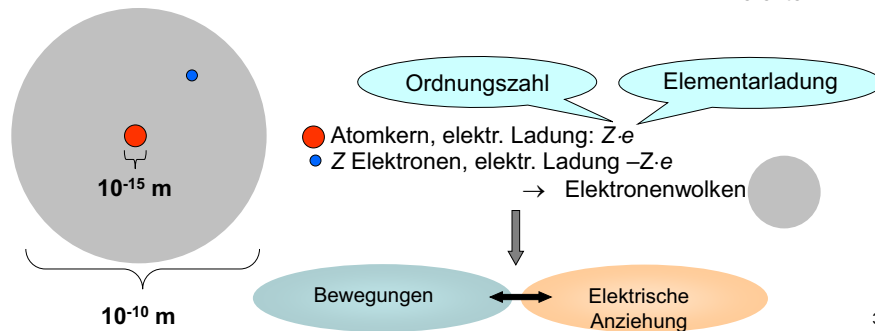 Ordnungszahl
Elementarladung
Atomkern, elektr. Ladung: Z·e
Z Elektronen, elektr. Ladung –Z·e
→ Elektronenwolken
10⁻¹⁵ m
10⁻¹⁰ m
Bewegungen
Elektrische
Anziehung